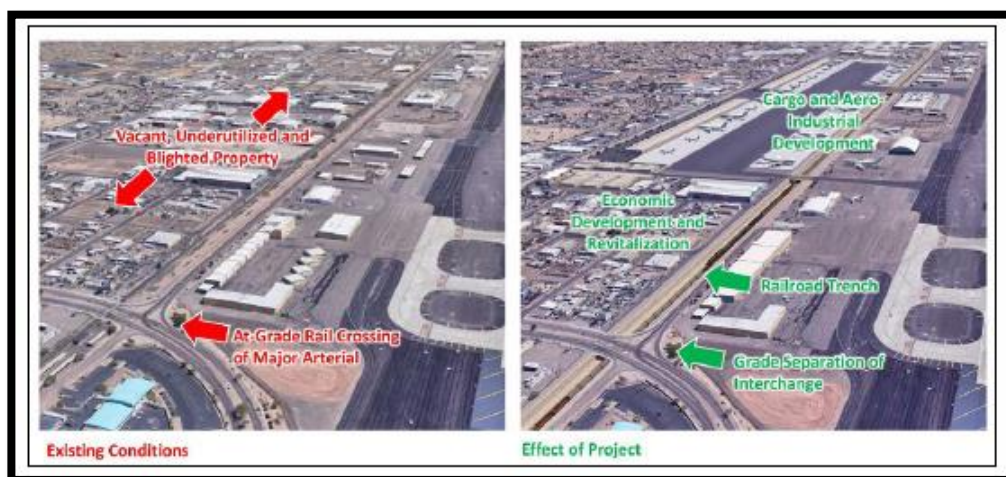 Vacant, Underutilized and
Blighted Property
At-Grade Rail Crossing
of Major Arterial
Existing Conditions
Cargo and Aero-
Industrial
Development
Economic
Development and
Revitalization
Railroad Trench
Grade Separation of
Interchange
Effect of Project